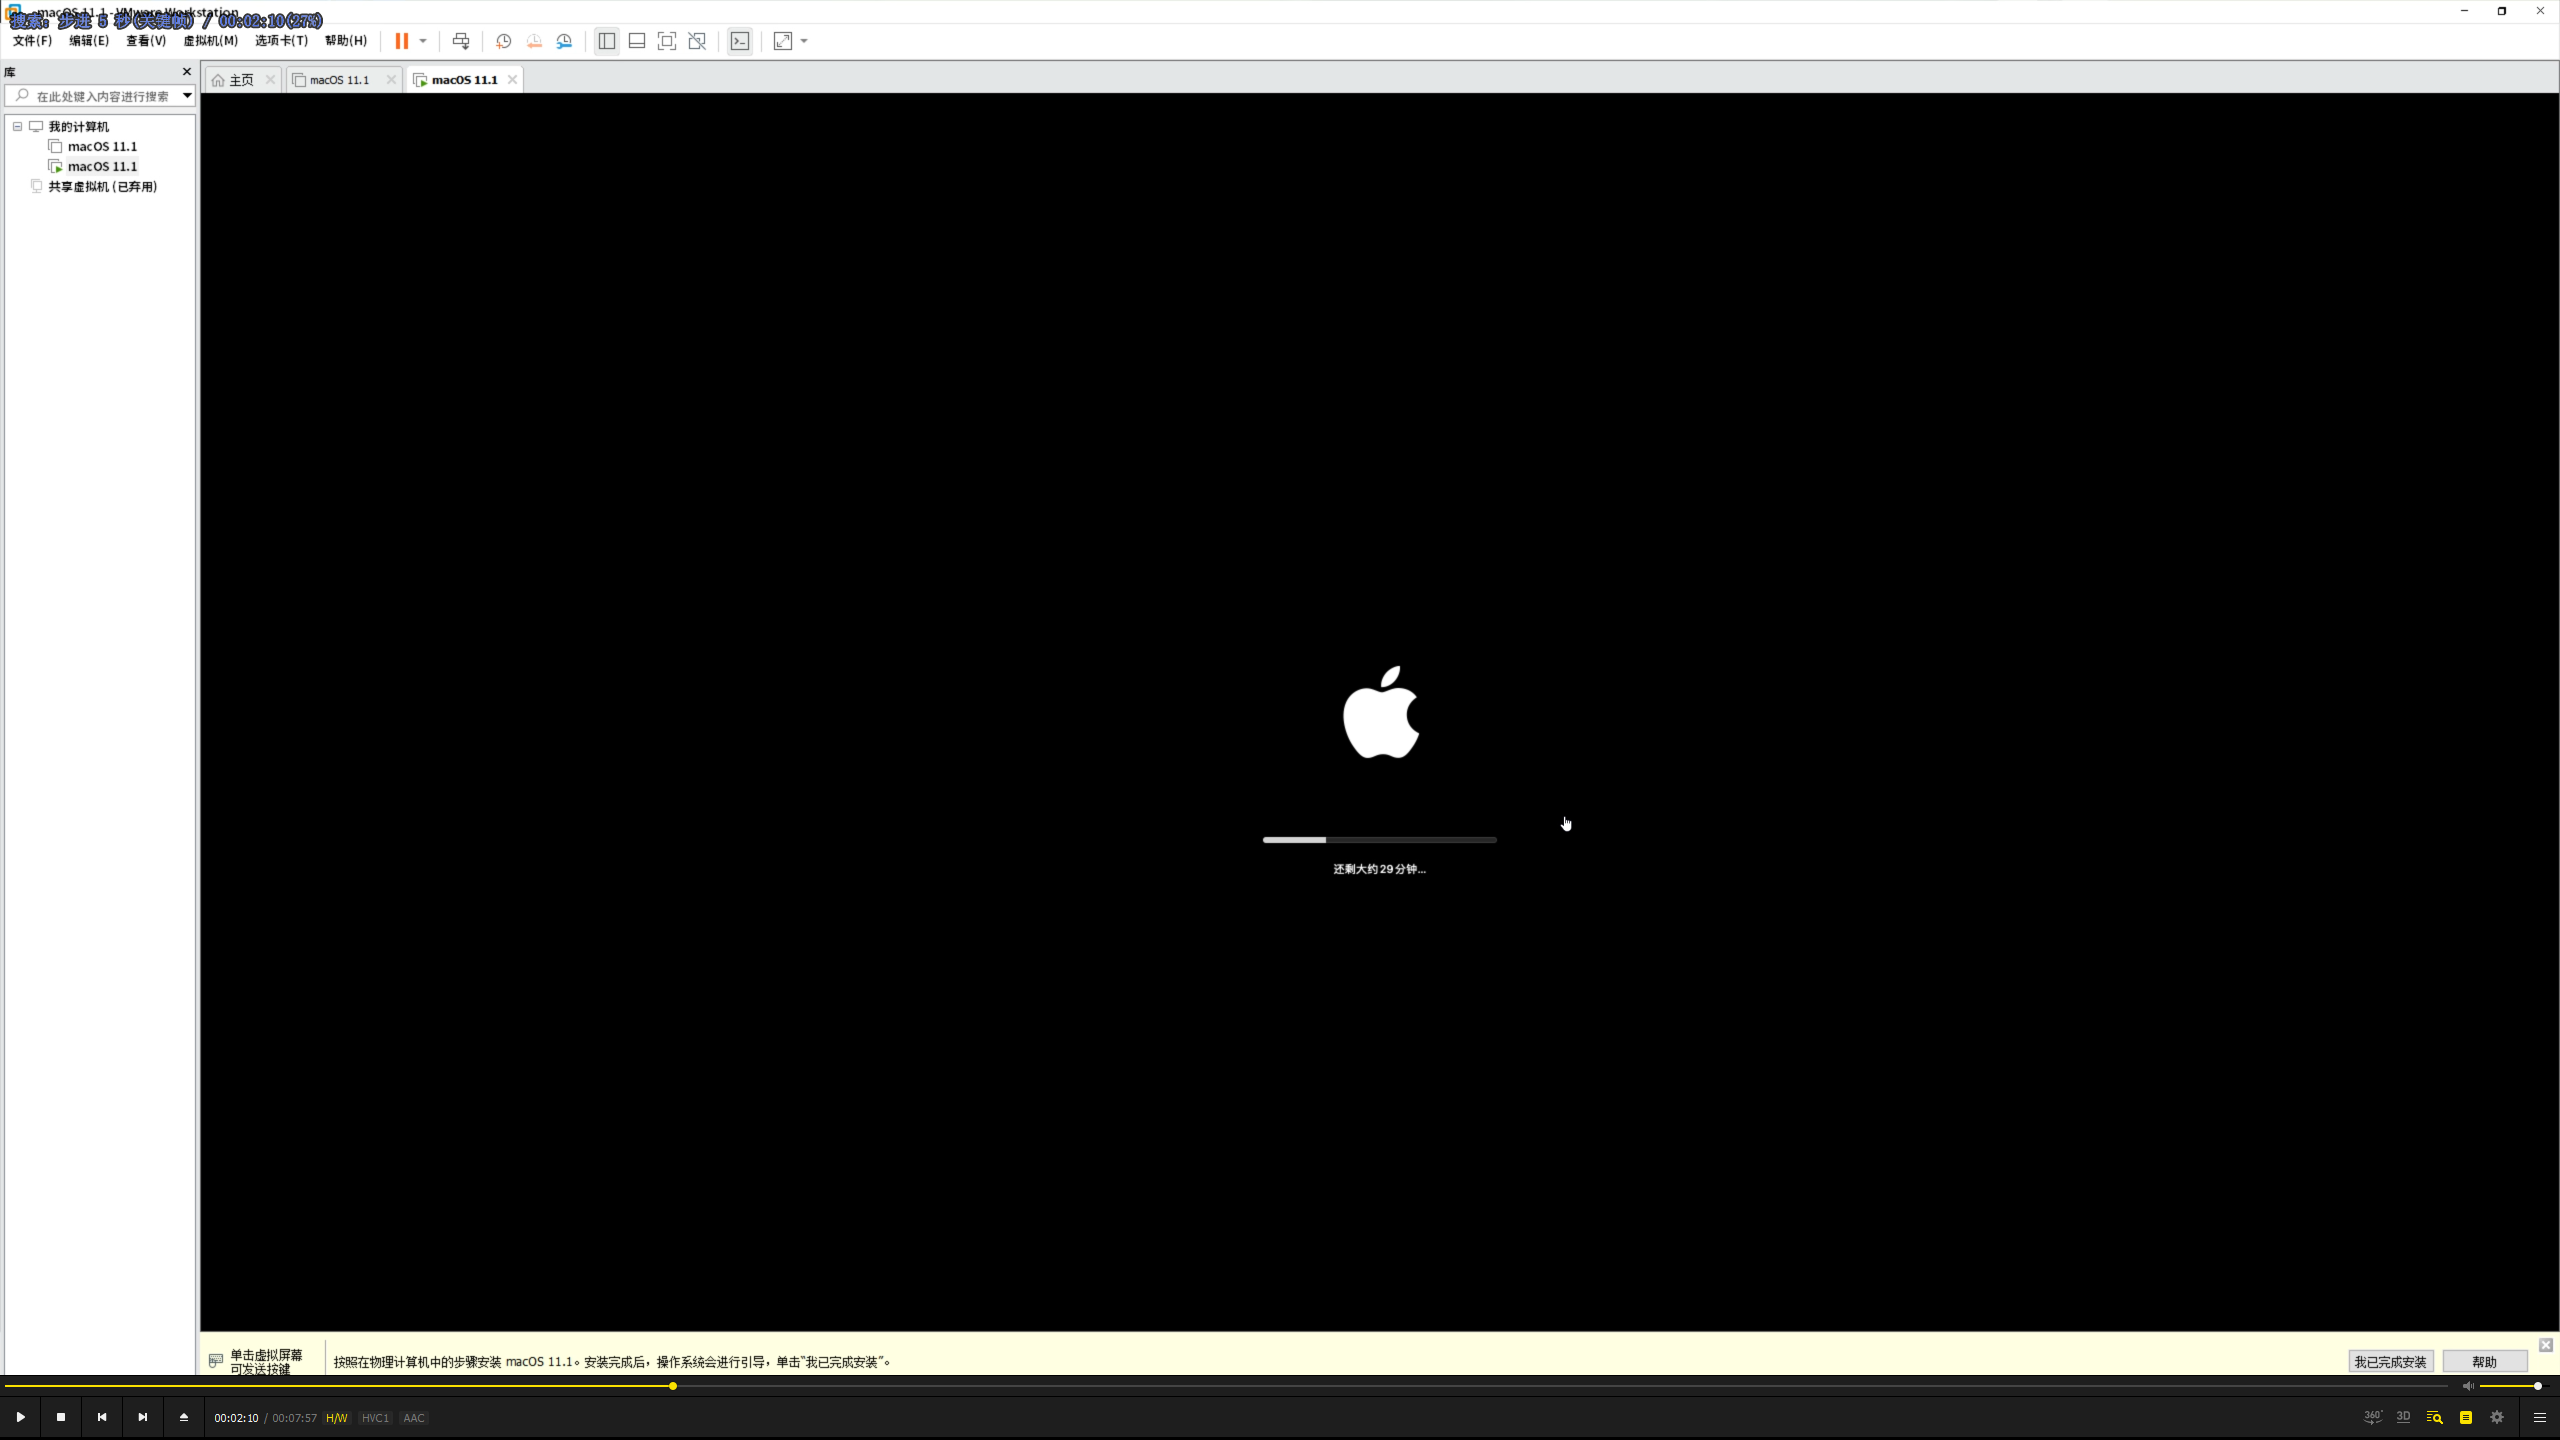 macOS 11.1 - VMware Workstation
搜索: 步进 5 秒(关键帧) / 00:02:10(27%)
文件(F) 编辑(E) 查看(V) 虚拟机(M) 选项卡(T) 帮助(H)
库
主页 macOS 11.1 macOS 11.1
在此处键入内容进行搜索
我的计算机
macOS 11.1
macOS 11.1
共享虚拟机 (已弃用)
还剩大约29分钟...
单击虚拟屏幕
可发送按键
按照在物理计算机中的步骤安装 macOS 11.1。安装完成后，操作系统会进行引导，单击“我已完成安装”。
我已完成安装 帮助
00:02:10 / 00:07:57 H/W HVC1 AAC
360° 3D